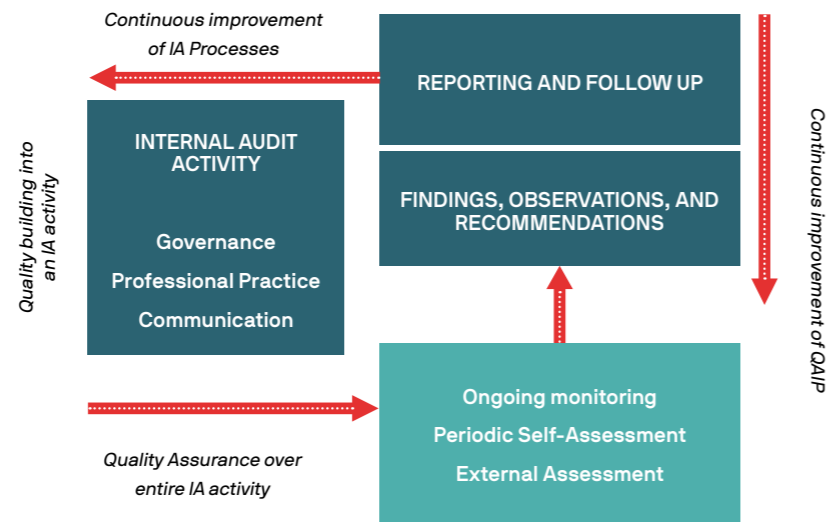 Continuous improvement
of IA Processes
REPORTING AND FOLLOW UP
INTERNAL AUDIT
ACTIVITY
Governance
Professional Practice
Communication
FINDINGS, OBSERVATIONS, AND
RECOMMENDATIONS
Quality building into
an IA activity
Continuous improvement of QAIP
Ongoing monitoring
Periodic Self-Assessment
External Assessment
Quality Assurance over
entire IA activity